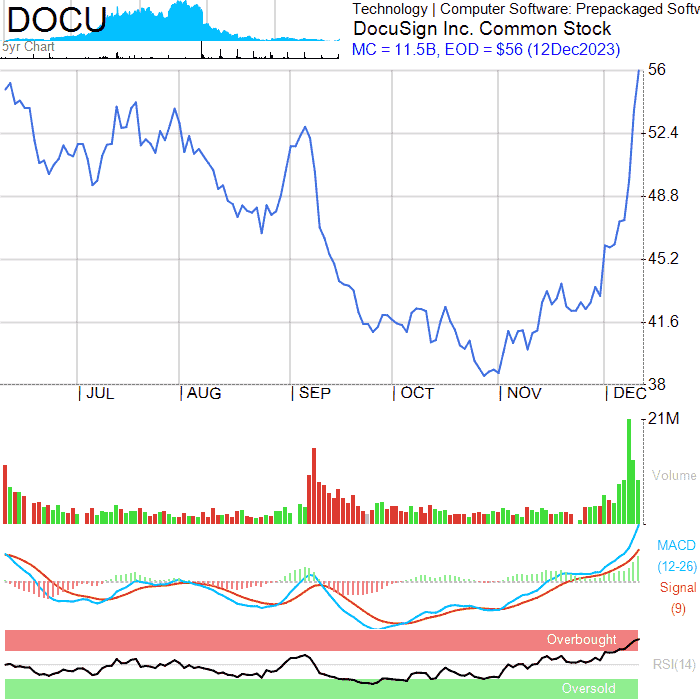 DOCU
5yr Chart
Technology | Computer Software: Prepackaged Softw
DocuSign Inc. Common Stock
MC = 11.5B, EOD = $56 (12Dec2023)
56
52.4
48.8
45.2
41.6
38
JUL AUG SEP OCT NOV DEC
21M
Volume
MACD
(12-26)
Signal
(9)
Overbought
RSI(14)
Oversold